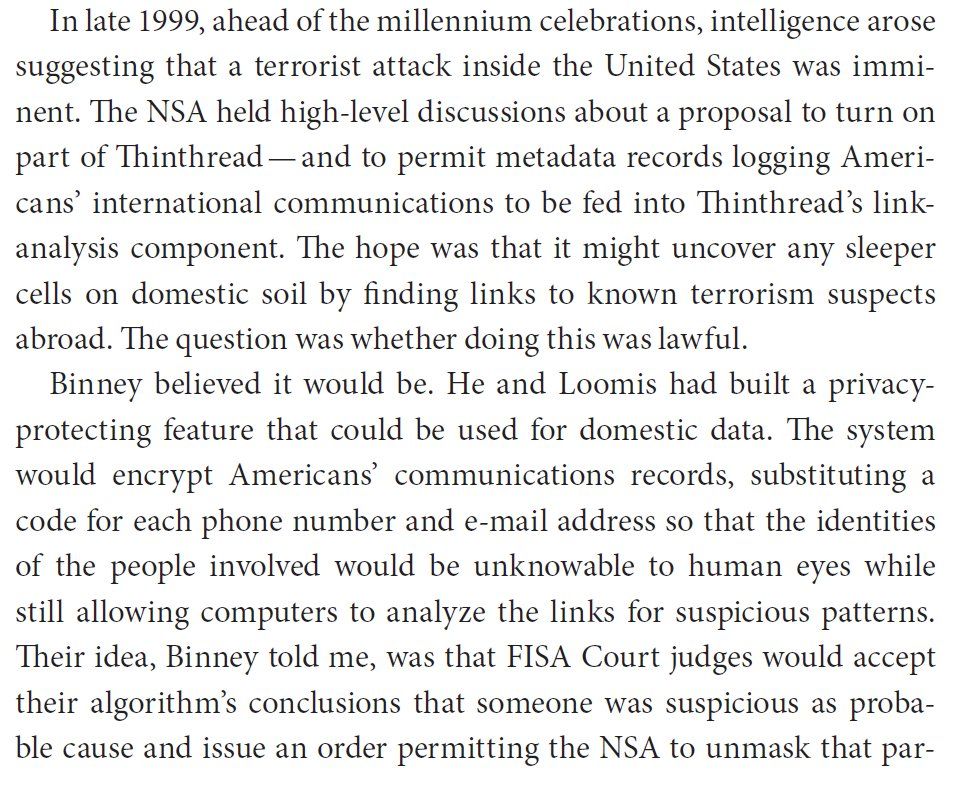 In late 1999, ahead of the millennium celebrations, intelligence arose
suggesting that a terrorist attack inside the United States was immi-
nent. The NSA held high-level discussions about a proposal to turn on
part of Thinthread — and to permit metadata records logging Ameri-
cans’ international communications to be fed into Thinthread’s link-
analysis component. The hope was that it might uncover any sleeper
cells on domestic soil by finding links to known terrorism suspects
abroad. The question was whether doing this was lawful.
Binney believed it would be. He and Loomis had built a privacy-
protecting feature that could be used for domestic data. The system
would encrypt Americans’ communications records, substituting a
code for each phone number and e-mail address so that the identities
of the people involved would be unknowable to human eyes while
still allowing computers to analyze the links for suspicious patterns.
Their idea, Binney told me, was that FISA Court judges would accept
their algorithm’s conclusions that someone was suspicious as proba-
ble cause and issue an order permitting the NSA to unmask that par-